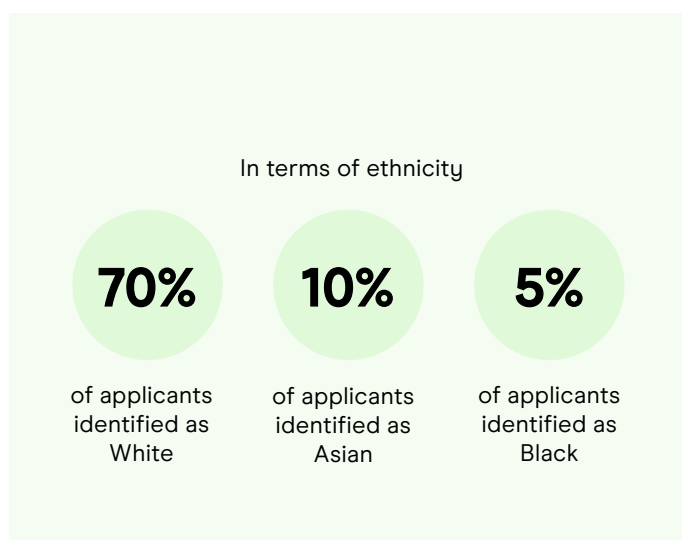 In terms of ethnicity
70% 10% 5%
of applicants of applicants of applicants
identified as identified as identified as
White Asian Black